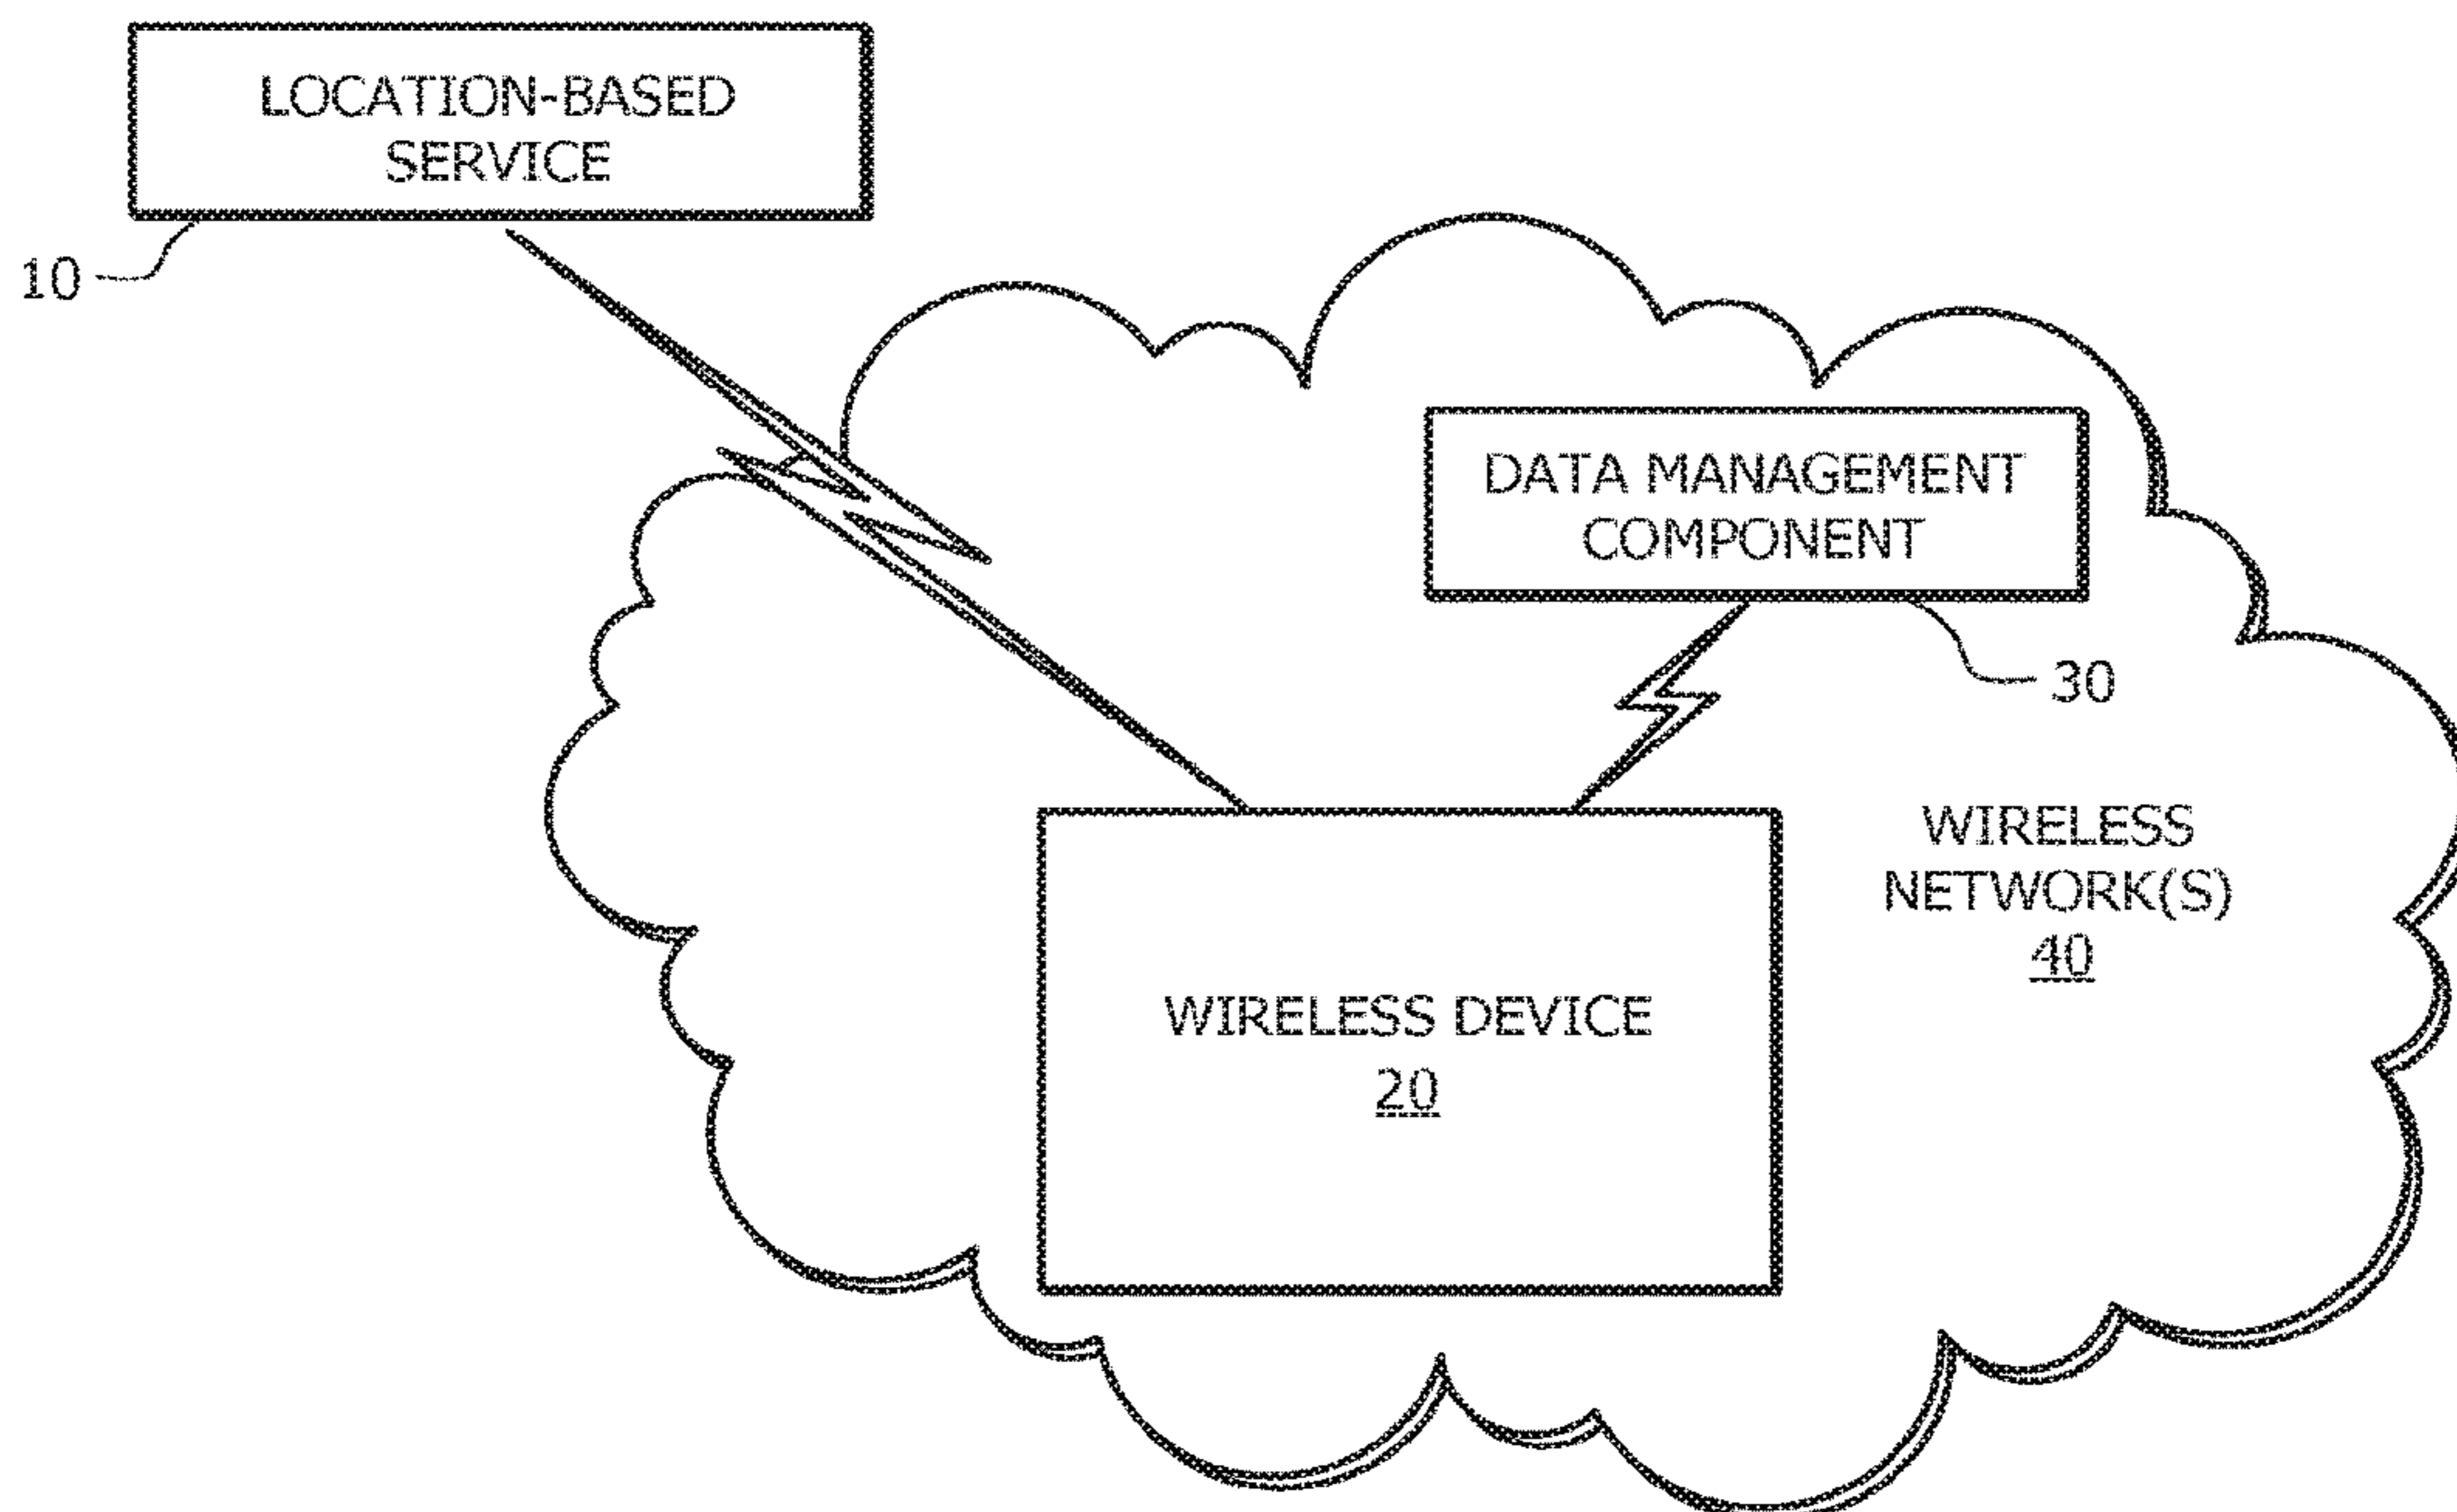 LOCATION-BASED
SERVICE
10
DATA MANAGEMENT
COMPONENT
30
WIRELESS
NETWORK(S)
40
WIRELESS DEVICE
20